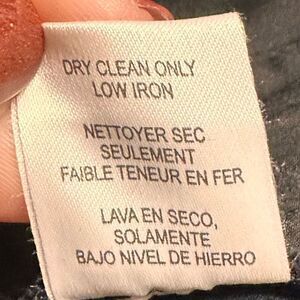 DRY CLEAN ONLY
LOW IRON
NETTOYER SEC
SEULEMENT
FAIBLE TENEUR EN FER
LAVA EN SECO,
SOLAMENTE
BAJO NIVEL DE HIERRO